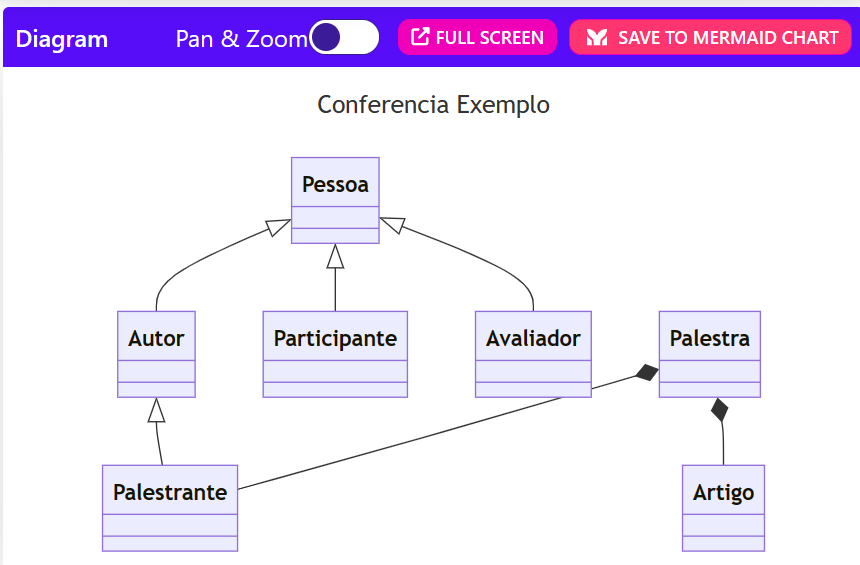 Diagram Pan & Zoom FULL SCREEN SAVE TO MERMAID CHART
Conferencia Exemplo
Pessoa
Autor Participante Avaliador Palestra
Palestrante Artigo